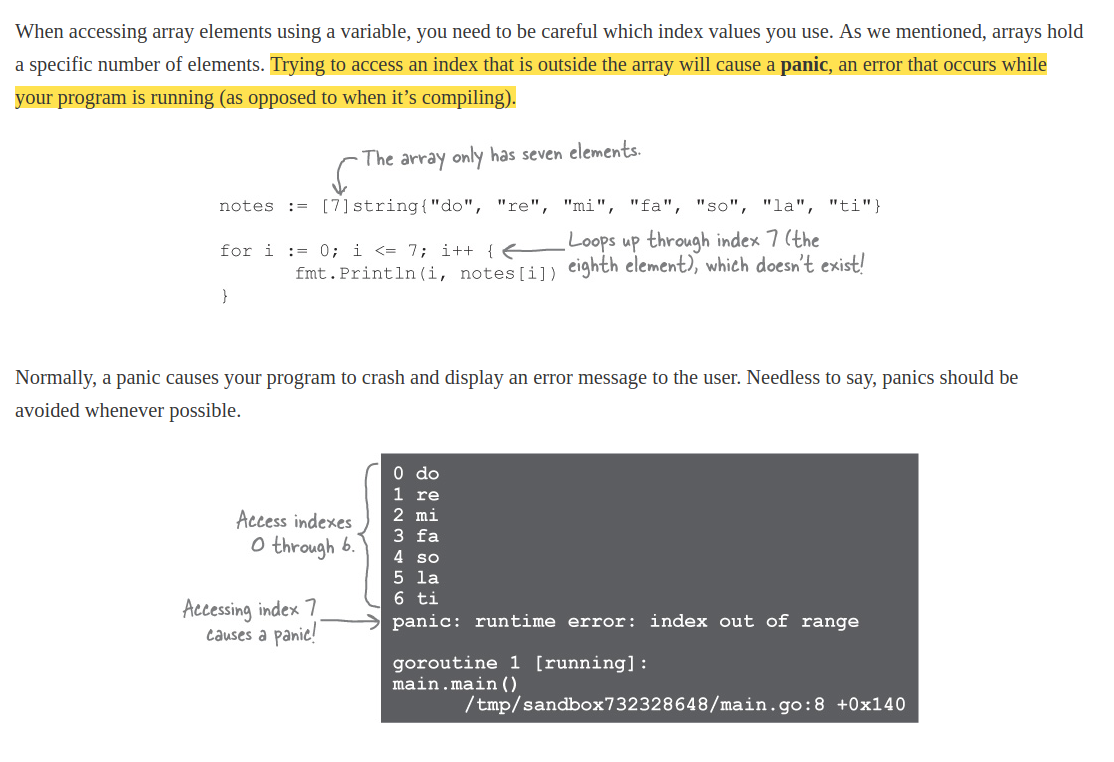 When accessing array elements using a variable, you need to be careful which index values you use. As we mentioned, arrays hold
a specific number of elements. Trying to access an index that is outside the array will cause a panic, an error that occurs while
your program is running (as opposed to when it’s compiling).
The array only has seven elements.
notes := [7]string{"do", "re", "mi", "fa", "so", "la", "ti"}
for i := 0; i <= 7; i++ {
        fmt.Println(i, notes[i])
}
Loops up through index 7 (the
eighth element), which doesn't exist!
Normally, a panic causes your program to crash and display an error message to the user. Needless to say, panics should be
avoided whenever possible.
Access indexes
0 through 6.
Accessing index 7
causes a panic!
0 do
1 re
2 mi
3 fa
4 so
5 la
6 ti
panic: runtime error: index out of range
goroutine 1 [running]:
main.main()
        /tmp/sandbox732328648/main.go:8 +0x140